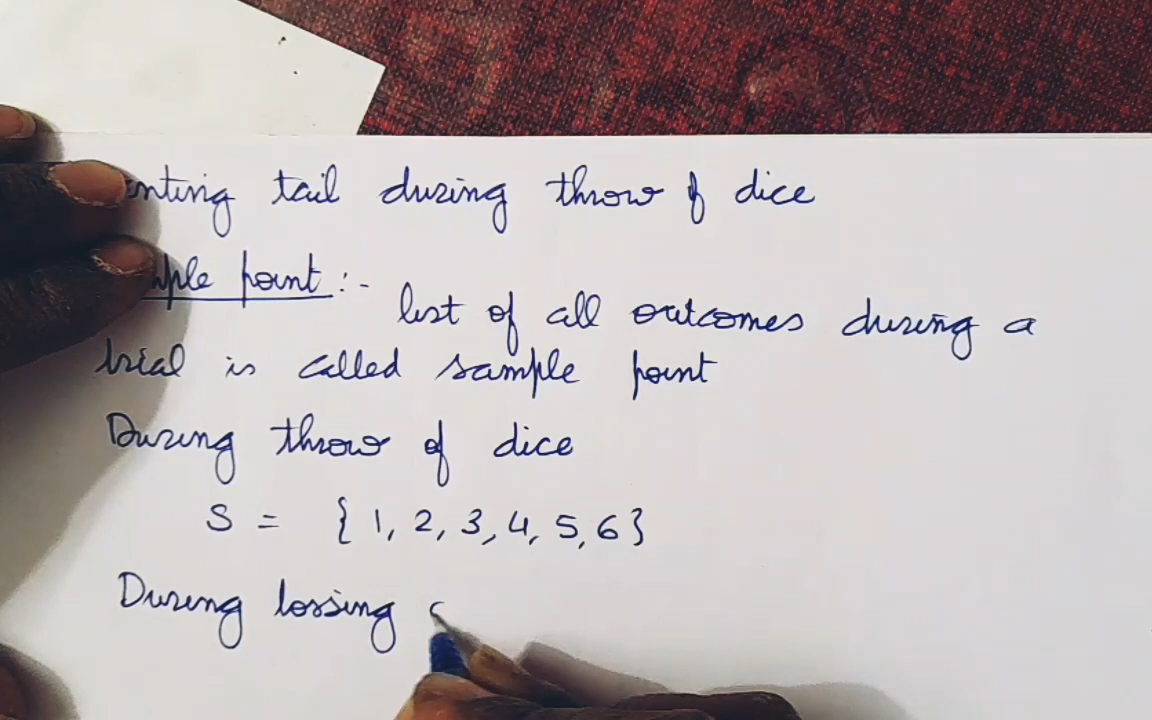 nting tail during throw of dice
mple point :-
list of all outcomes during a
trial is called sample point
During throw of dice
S = { 1, 2, 3, 4, 5, 6 }
During tossing